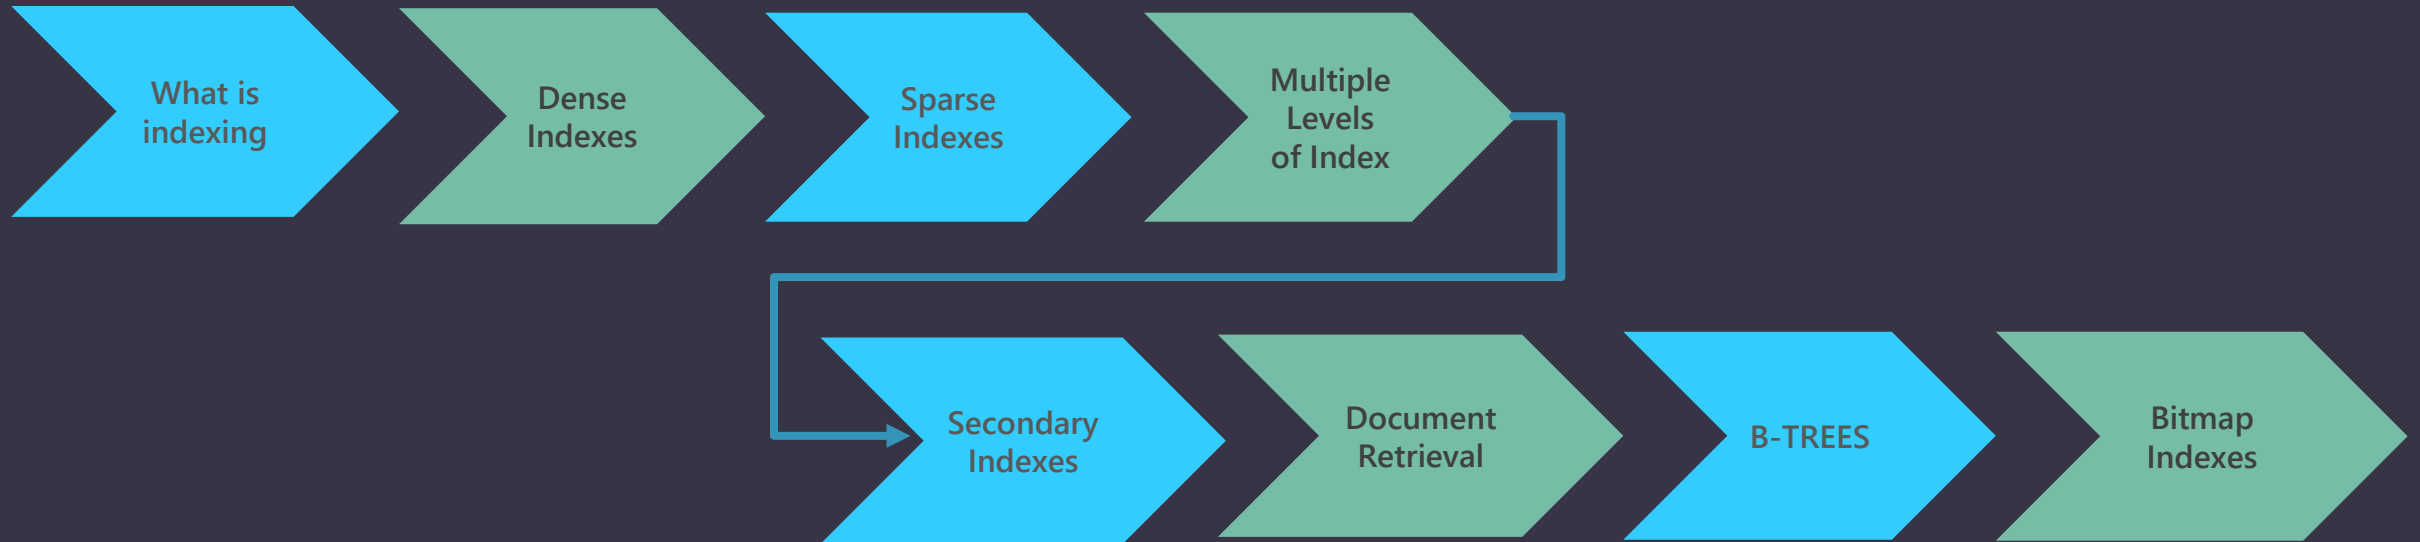 What is
indexing
Dense
Indexes
Sparse
Indexes
Multiple
Levels
of Index
Secondary
Indexes
Document
Retrieval
B-TREES
Bitmap
Indexes